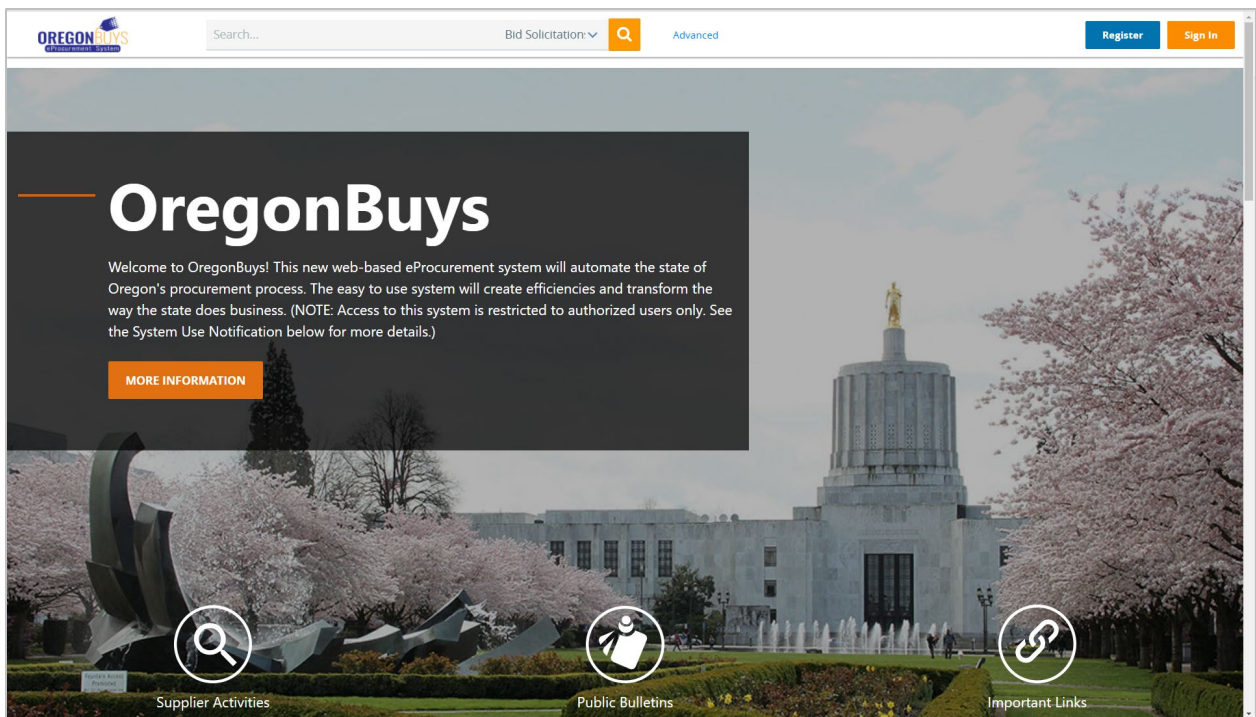 OREGONBUYS
eProcurement System
Search...
Bid Solicitation:
Advanced
Register
Sign In
OregonBuys
Welcome to OregonBuys! This new web-based eProcurement system will automate the state of
Oregon's procurement process. The easy to use system will create efficiencies and transform the
way the state does business. (NOTE: Access to this system is restricted to authorized users only. See
the System Use Notification below for more details.)
MORE INFORMATION
Supplier Activities
Public Bulletins
Important Links